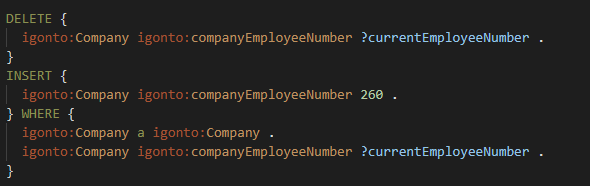 DELETE {
  igonto:Company igonto:companyEmployeeNumber ?currentEmployeeNumber .
}
INSERT {
  igonto:Company igonto:companyEmployeeNumber 260 .
} WHERE {
  igonto:Company a igonto:Company .
  igonto:Company igonto:companyEmployeeNumber ?currentEmployeeNumber .
}